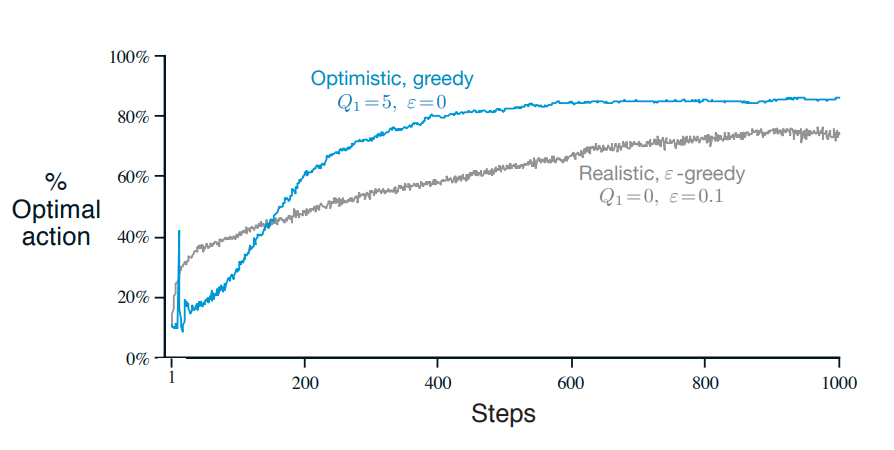 100%
80%
60%
40%
20%
0%
%
Optimal
action
Optimistic, greedy
Q₁ = 5, ε = 0
Realistic, ε-greedy
Q₁ = 0, ε = 0.1
1
200
400
600
800
1000
Steps